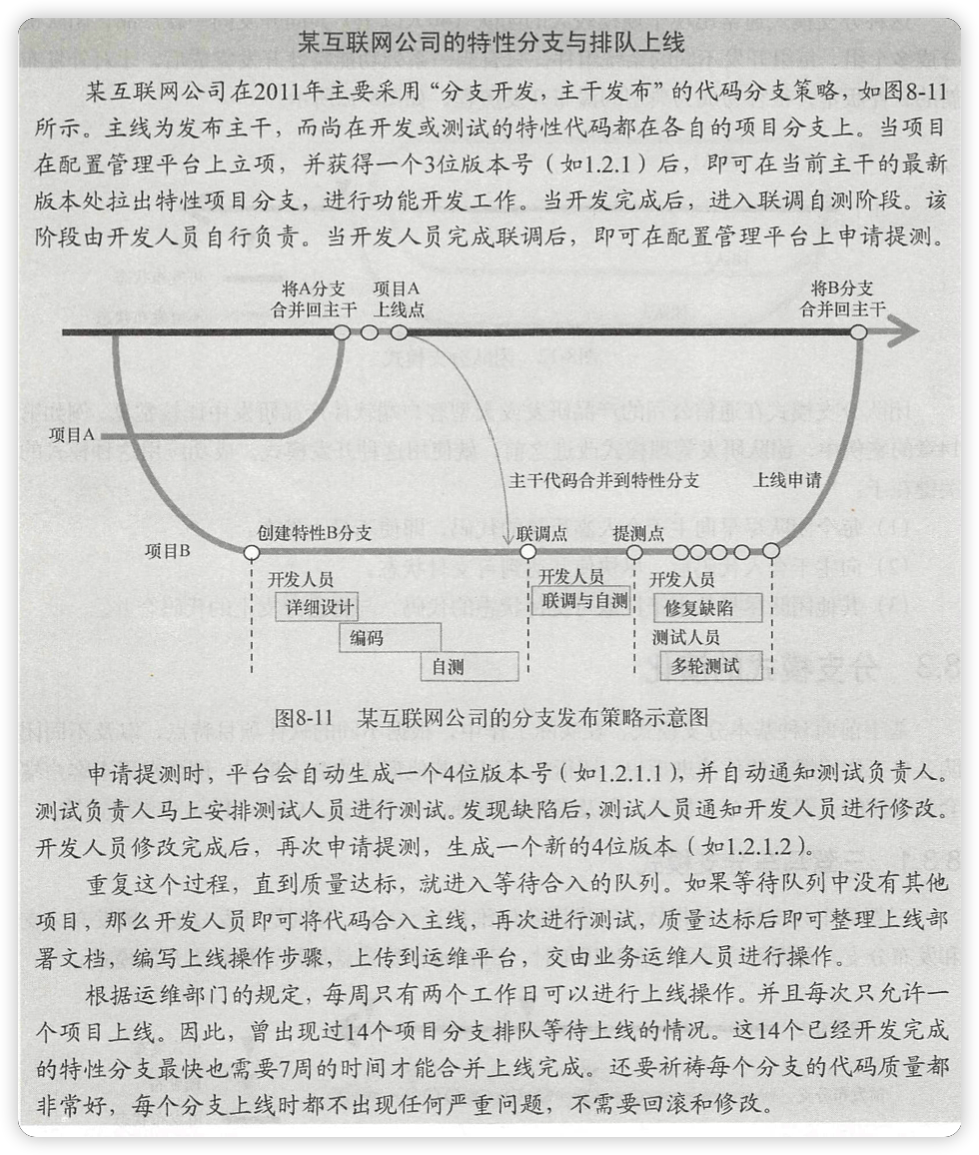 某互联网公司的特性分支与排队上线
某互联网公司在2011年主要采用“分支开发，主干发布”的代码分支策略，如图8-11
所示。主线为发布主干，而尚在开发或测试的特性代码都在各自的项目分支上。当项目
在配置管理平台上立项，并获得一个3位版本号（如1.2.1）后，即可在当前主干的最新
版本处拉出特性项目分支，进行功能开发工作。当开发完成后，进入联调自测阶段。该
阶段由开发人员自行负责。当开发人员完成联调后，即可在配置管理平台上申请提测。
将A分支
合并回主干
项目A
上线点
将B分支
合并回主干
项目A
主干代码合并到特性分支
上线申请
项目B
创建特性B分支
联调点
提测点
开发人员
详细设计
编码
自测
开发人员
联调与自测
开发人员
修复缺陷
测试人员
多轮测试
图8-11 某互联网公司的分支发布策略示意图
申请提测时，平台会自动生成一个4位版本号（如1.2.1.1），并自动通知测试负责人。
测试负责人马上安排测试人员进行测试。发现缺陷后，测试人员通知开发人员进行修改。
开发人员修改完成后，再次申请提测，生成一个新的4位版本（如1.2.1.2）。
重复这个过程，直到质量达标，就进入等待合入的队列。如果等待队列中没有其他
项目，那么开发人员即可将代码合入主线，再次进行测试，质量达标后即可整理上线部
署文档，编写上线操作步骤，上传到运维平台，交由业务运维人员进行操作。
根据运维部门的规定，每周只有两个工作日可以进行上线操作。并且每次只允许一
个项目上线。因此，曾出现过14个项目分支排队等待上线的情况。这14个已经开发完成
的特性分支最快也需要7周的时间才能合并上线完成。还要祈祷每个分支的代码质量都
非常好，每个分支上线时都不出现任何严重问题，不需要回滚和修改。